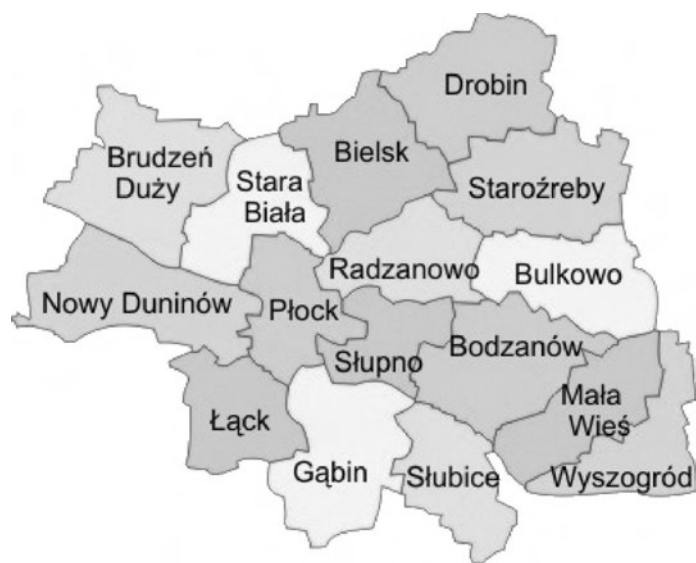 Drobin
Brudzeń
Duży
Bielsk
Stara
Biała
Staroźreby
Radzanowo
Bulkowo
Nowy Duninów
Płock
Słupno
Bodzanów
Mała
Wieś
Łąck
Gąbin
Słubice
Wyszogród